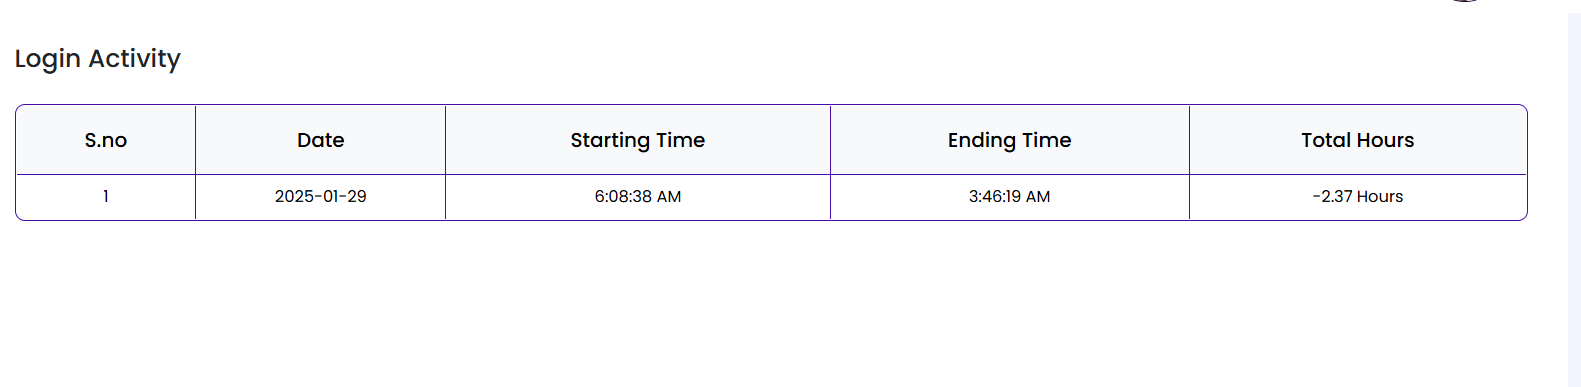 Login Activity
S.no Date Starting Time Ending Time Total Hours
1 2025-01-29 6:08:38 AM 3:46:19 AM -2.37 Hours